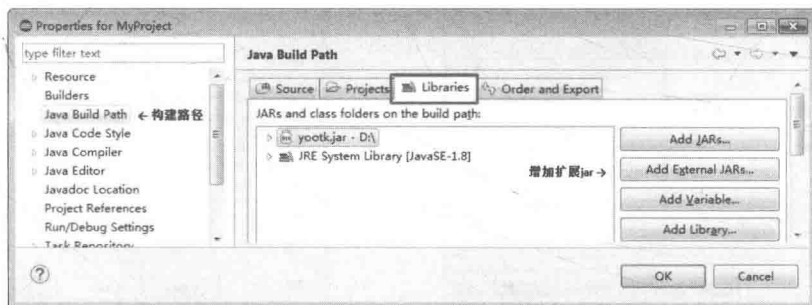 Properties for MyProject
type filter text
Resource
Builders
Java Build Path ←构建路径
Java Code Style
Java Compiler
Java Editor
Javadoc Location
Project References
Run/Debug Settings
Task Repository
Java Build Path
Source Projects Libraries Order and Export
JARs and class folders on the build path:
yootk.jar - D:\
JRE System Library [JavaSE-1.8]
增加扩展jar→
Add JARs...
Add External JARs...
Add Variable...
Add Library...
OK Cancel